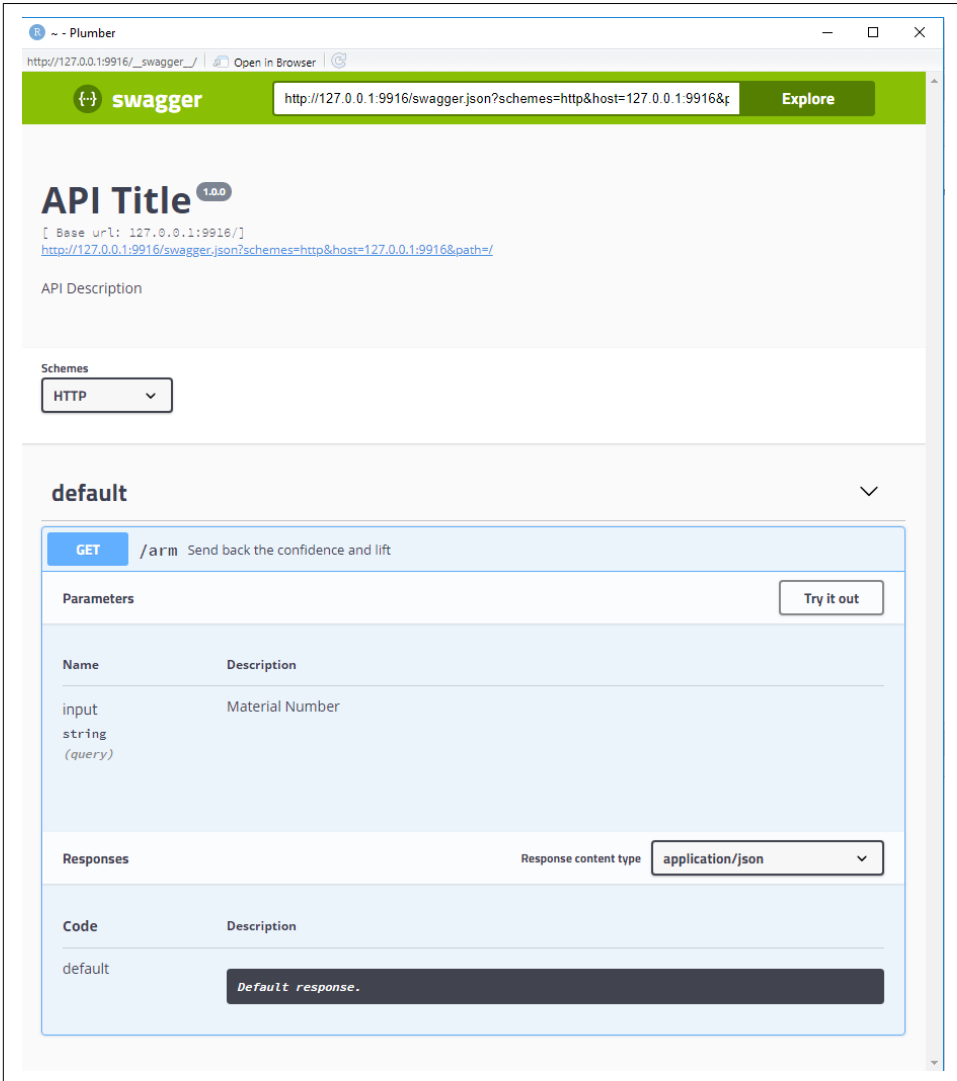 R ~ - Plumber
http://127.0.0.1:9916/__swagger__/ Open in Browser
{··} swagger http://127.0.0.1:9916/swagger.json?schemes=http&host=127.0.0.1:9916&p Explore
API Title 1.0.0
[ Base url: 127.0.0.1:9916/]
http://127.0.0.1:9916/swagger.json?schemes=http&host=127.0.0.1:9916&path=/
API Description
Schemes
HTTP
default
GET /arm Send back the confidence and lift
Parameters Try it out
Name Description
input Material Number
string
(query)
Responses Response content type application/json
Code Description
default
Default response.